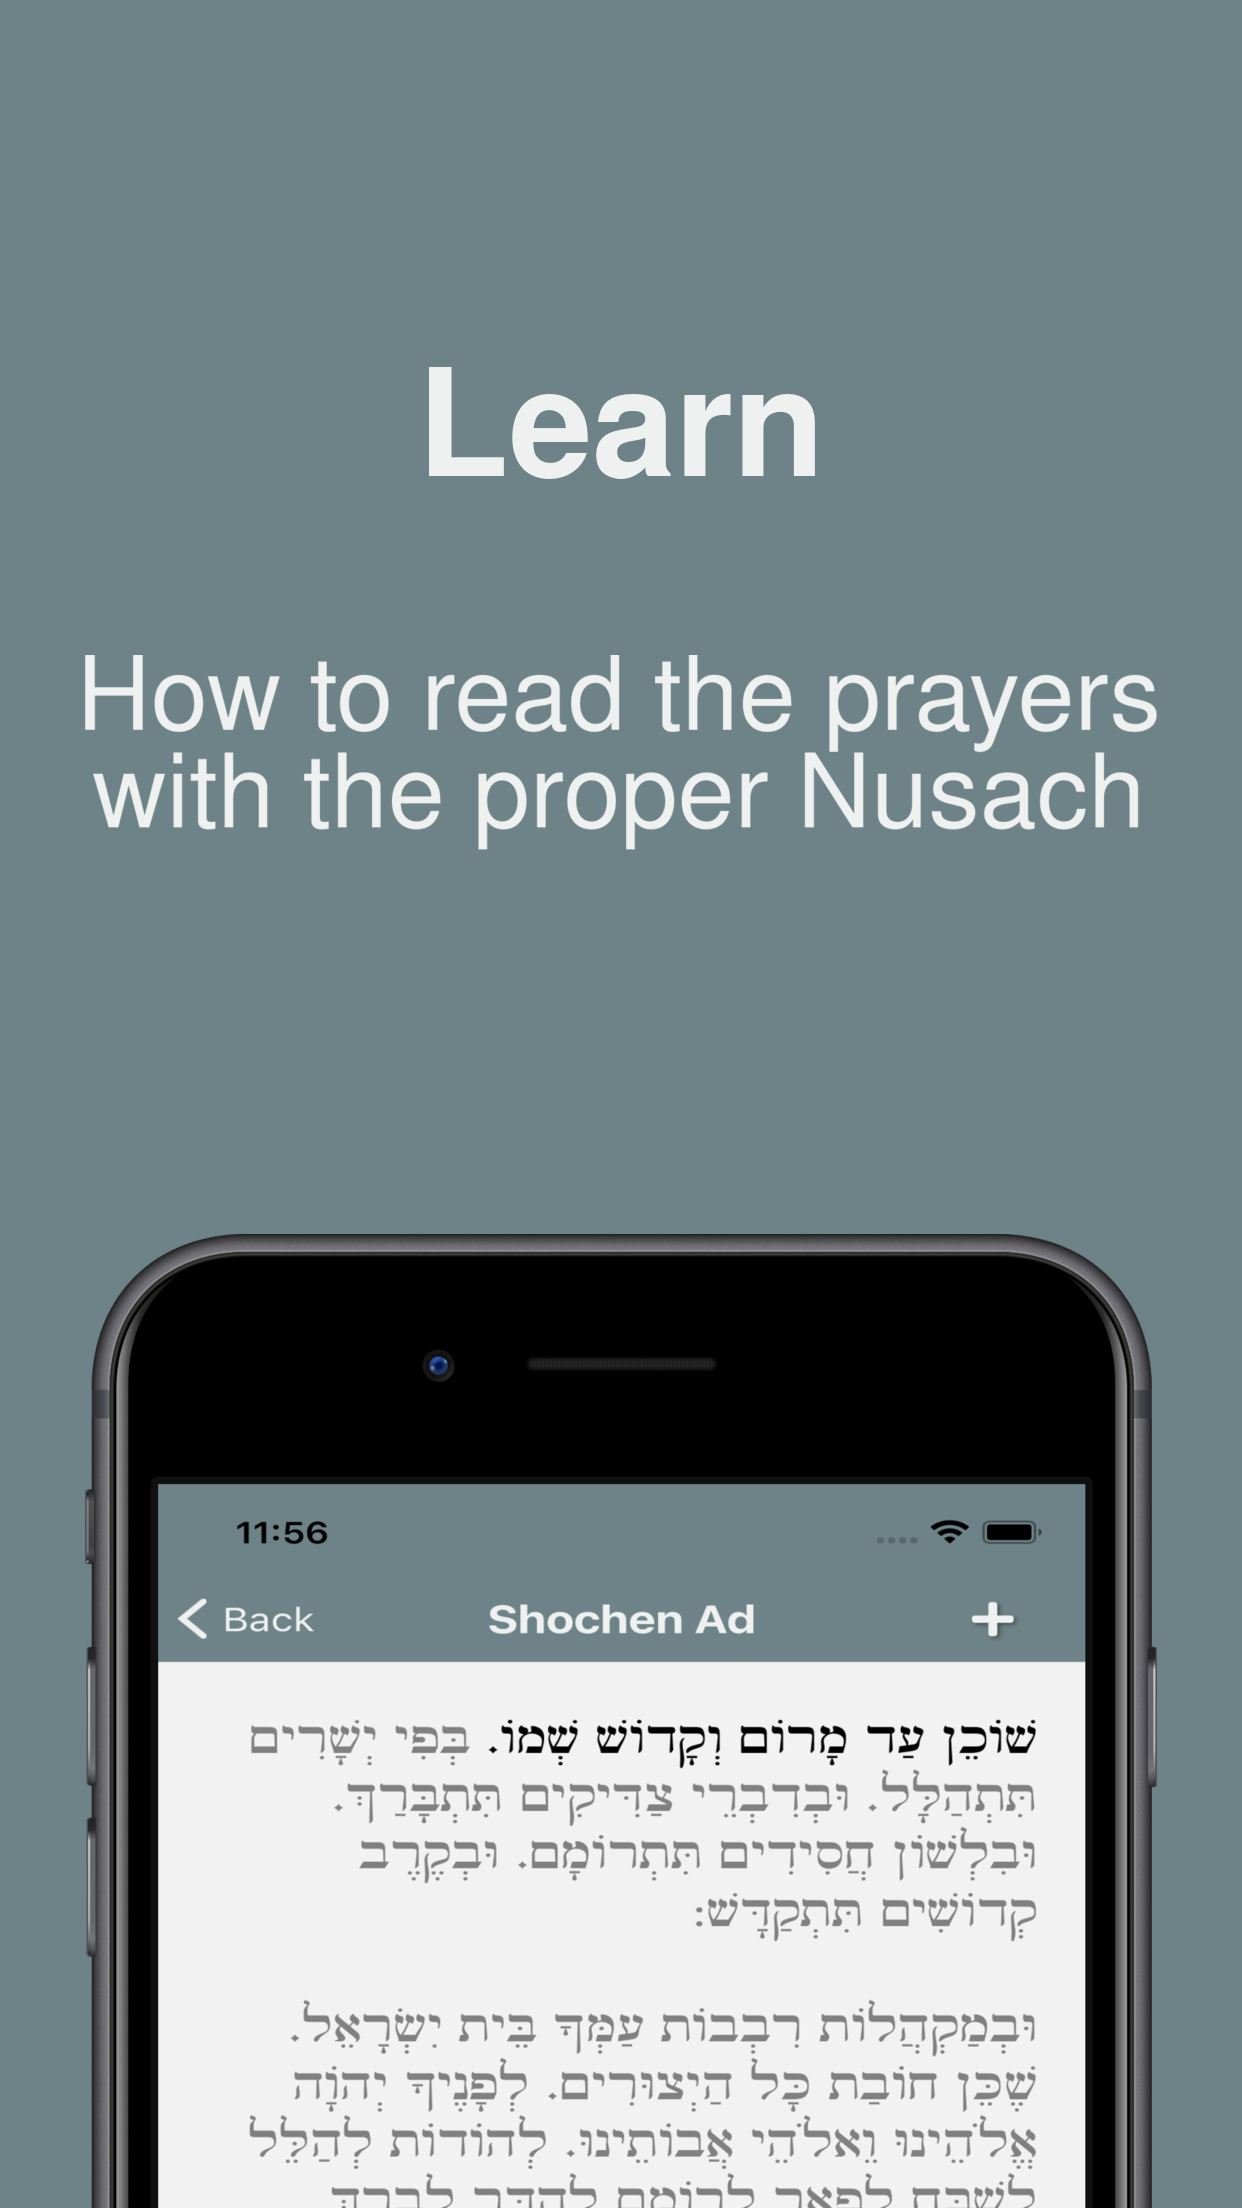 Learn
How to read the prayers
with the proper Nusach
11:56
Back
Shochen Ad
+
שׁוֹכֵן עַד מָרוֹם וְקָדוֹשׁ שְׁמוֹ. בְּפִי יְשָׁרִים
תִּתְהַלָּל. וּבְדִבְרֵי צַדִּיקִים תִּתְבָּרַךְ.
וּבִלְשׁוֹן חֲסִידִים תִּתְרוֹמָם. וּבְקֶרֶב
קְדוֹשִׁים תִּתְקַדָּשׁ:
וּבְמַקְהֲלוֹת רִבְבוֹת עַמְּךָ בֵּית יִשְׂרָאֵל.
שֶׁכֵּן חוֹבַת כָּל הַיְצוּרִים. לְפָנֶיךָ יְהֹוָה
אֱלֹהֵינוּ וֵאלֹהֵי אֲבוֹתֵינוּ. לְהוֹדוֹת לְהַלֵּל
לְשַׁבֵּחַ לְפָאֵר לְרוֹמֵם לְהַדֵּר לְבָרֵךְ